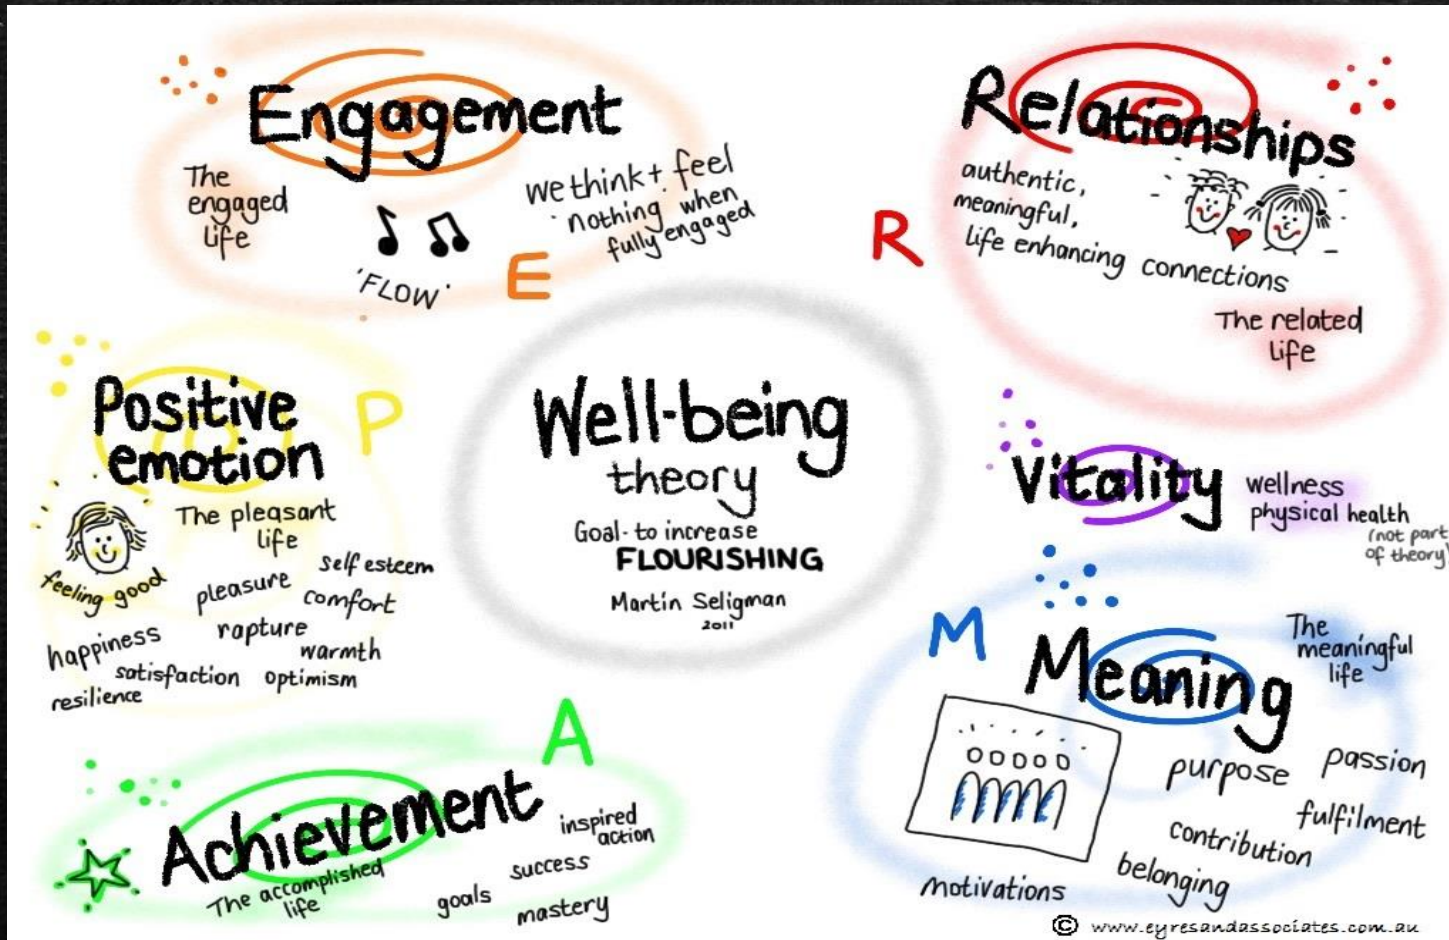 Engagement
The
engaged
life
'FLOW'
we think + feel
nothing when
fully engaged
E
Relationships
authentic,
meaningful,
life enhancing connections
The related
life
R
Positive
emotion
P
The pleasant
life
feeling good
self esteem
pleasure
comfort
happiness
rapture
warmth
satisfaction
optimism
resilience
Well-being
theory
Goal - to increase
FLOURISHING
Martin Seligman
2011
Vitality
wellness
physical health
(not part
of theory)
M
Meaning
The
meaningful
life
purpose
passion
fulfilment
contribution
belonging
motivations
A
Achievement
The accomplished
life
inspired
action
success
goals
mastery
© www.eyresandassociates.com.au